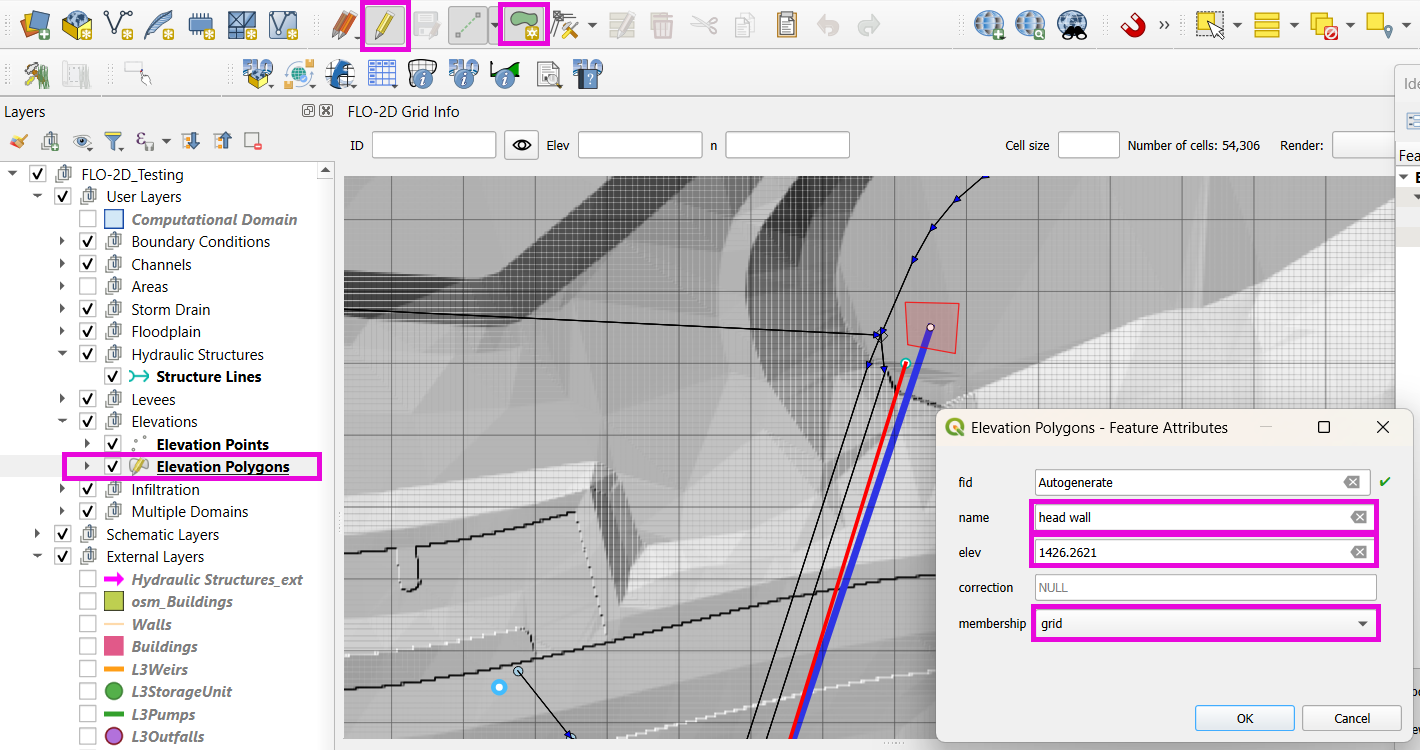 Layers
FLO-2D Grid Info
ID
Elev
n
Cell size
Number of cells: 54,306
Render:
Ide
Fea
FLO-2D_Testing
User Layers
Computational Domain
Boundary Conditions
Channels
Areas
Storm Drain
Floodplain
Hydraulic Structures
Structure Lines
Levees
Elevations
Elevation Points
Elevation Polygons
Infiltration
Multiple Domains
Schematic Layers
External Layers
Hydraulic Structures_ext
osm_Buildings
Walls
Buildings
L3Weirs
L3StorageUnit
L3Pumps
L3Outfalls
Elevation Polygons - Feature Attributes
fid
Autogenerate
name
head wall
elev
1426.2621
correction
NULL
membership
grid
OK
Cancel